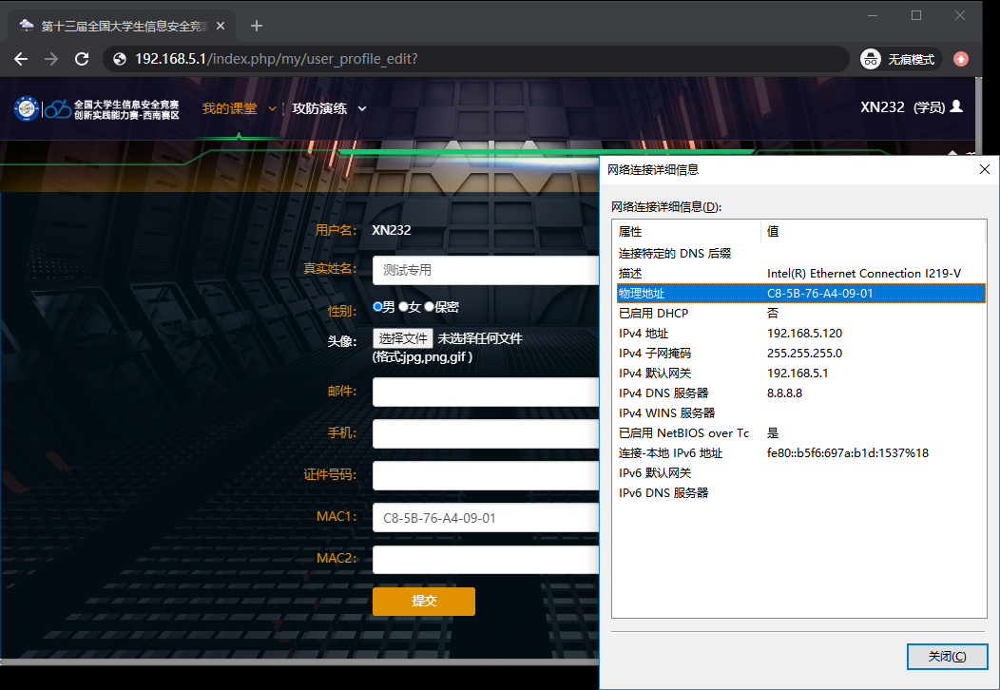 第十三届全国大学生信息安全竞
192.168.5.1/index.php/my/user_profile_edit?
无痕模式
全国大学生信息安全竞赛
创新实践能力赛-西南赛区
我的课堂
攻防演练
XN232 (学员)
用户名: XN232
真实姓名: 测试专用
性别: 男 女 保密
头像: 选择文件 未选择任何文件
(格式:jpg,png,gif )
邮件:
手机:
证件号码:
MAC1: C8-5B-76-A4-09-01
MAC2:
提交
网络连接详细信息
网络连接详细信息(D):
属性 值
连接特定的 DNS 后缀
描述 Intel(R) Ethernet Connection I219-V
物理地址 C8-5B-76-A4-09-01
已启用 DHCP 否
IPv4 地址 192.168.5.120
IPv4 子网掩码 255.255.255.0
IPv4 默认网关 192.168.5.1
IPv4 DNS 服务器 8.8.8.8
IPv4 WINS 服务器
已启用 NetBIOS over Tc 是
连接-本地 IPv6 地址 fe80::b5f6:697a:b1d:1537%18
IPv6 默认网关
IPv6 DNS 服务器
关闭(C)